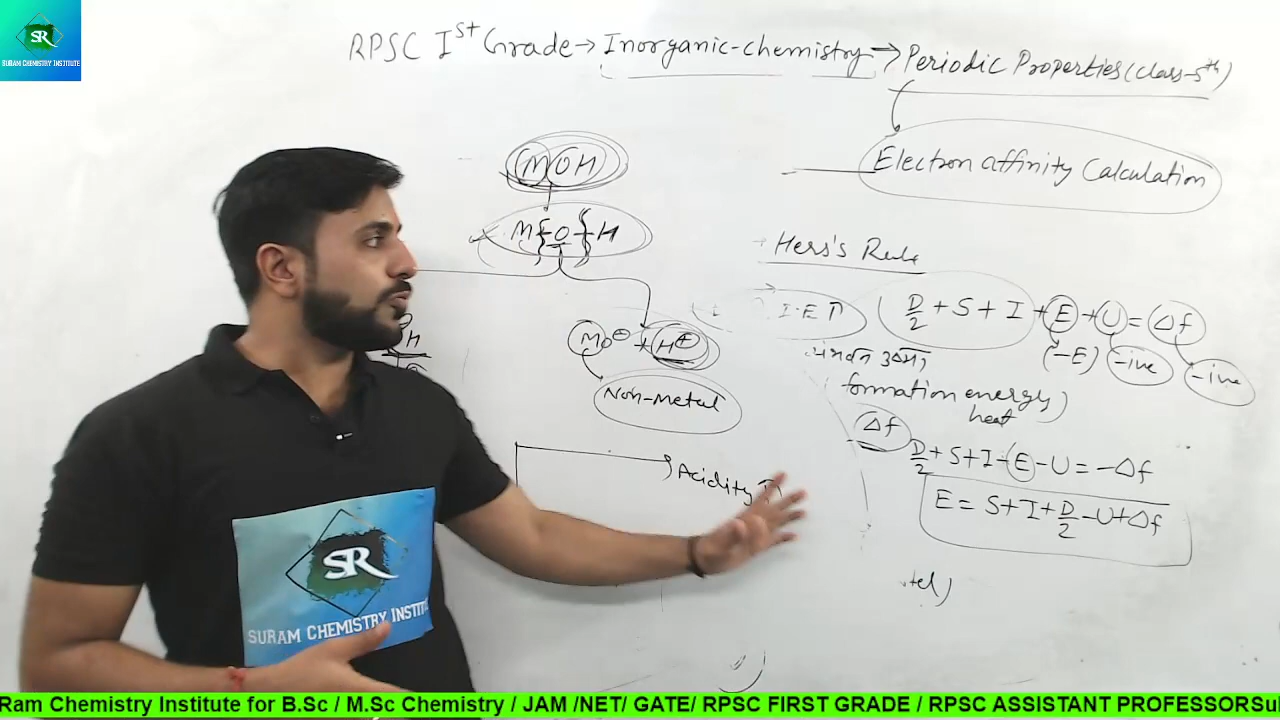 SR
SURAM CHEMISTRY INSTITUTE
RPSC Ist Grade → Inorganic-chemistry → Periodic Properties (class-5th)
Electron affinity Calculation
MOH
M-O-H
MO⊖ + H⊕
Non-Metal
Acidity ↑
Hers's Rule
I.E↑
D/2 + S + I + E + U = Δf
(-E) -ive -ive
formation energy)
heat
Δf
D/2 + S + I - E - U = -Δf
E = S + I + D/2 - U + Δf
SR
SURAM CHEMISTRY INSTIT
Ram Chemistry Institute for B.Sc / M.Sc Chemistry / JAM /NET/ GATE/ RPSC FIRST GRADE / RPSC ASSISTANT PROFESSORSu